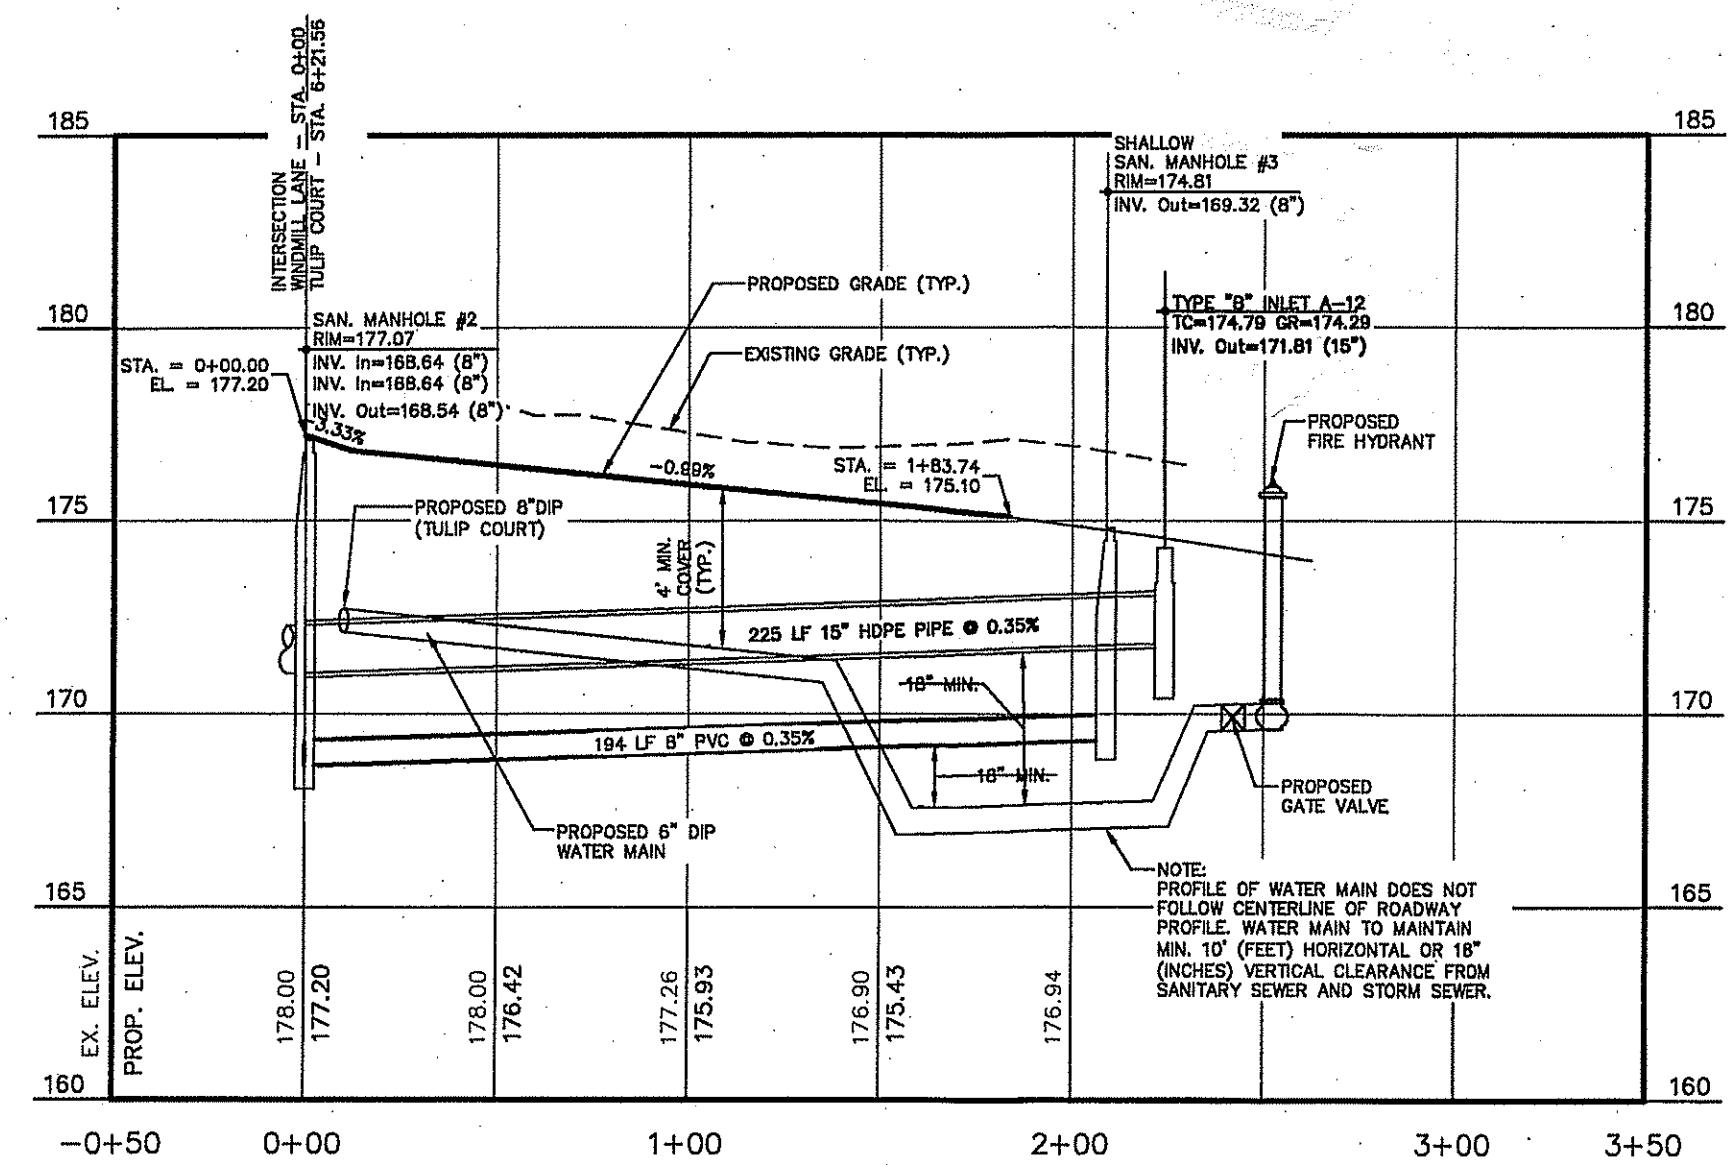 INTERSECTION
WINDMILL LANE - STA. 0+00
TULIP COURT - STA. 6+21.56
185
185
SHALLOW
SAN. MANHOLE #3
RIM=174.81
INV. Out=169.32 (8")
PROPOSED GRADE (TYP.)
180
180
SAN. MANHOLE #2
RIM=177.07
INV. In=168.64 (8")
INV. In=168.64 (8")
INV. Out=168.54 (8")
TYPE "B" INLET A-12
TC=174.79 GR=174.29
INV. Out=171.81 (15")
EXISTING GRADE (TYP.)
STA. = 0+00.00
EL. = 177.20
-3.33%
PROPOSED
FIRE HYDRANT
-0.99%
STA. = 1+83.74
EL. = 175.10
175
175
PROPOSED 8"DIP
(TULIP COURT)
4' MIN.
COVER
(TYP.)
225 LF 15" HDPE PIPE @ 0.35%
18" MIN.
170
170
194 LF 8" PVC @ 0.35%
18" MIN.
PROPOSED
GATE VALVE
PROPOSED 6" DIP
WATER MAIN
NOTE:
PROFILE OF WATER MAIN DOES NOT
FOLLOW CENTERLINE OF ROADWAY
PROFILE. WATER MAIN TO MAINTAIN
MIN. 10' (FEET) HORIZONTAL OR 18"
(INCHES) VERTICAL CLEARANCE FROM
SANITARY SEWER AND STORM SEWER.
165
165
EX. ELEV.
PROP. ELEV.
178.00
177.20
178.00
176.42
177.26
175.93
176.90
175.43
176.94
160
160
-0+50
0+00
1+00
2+00
3+00
3+50